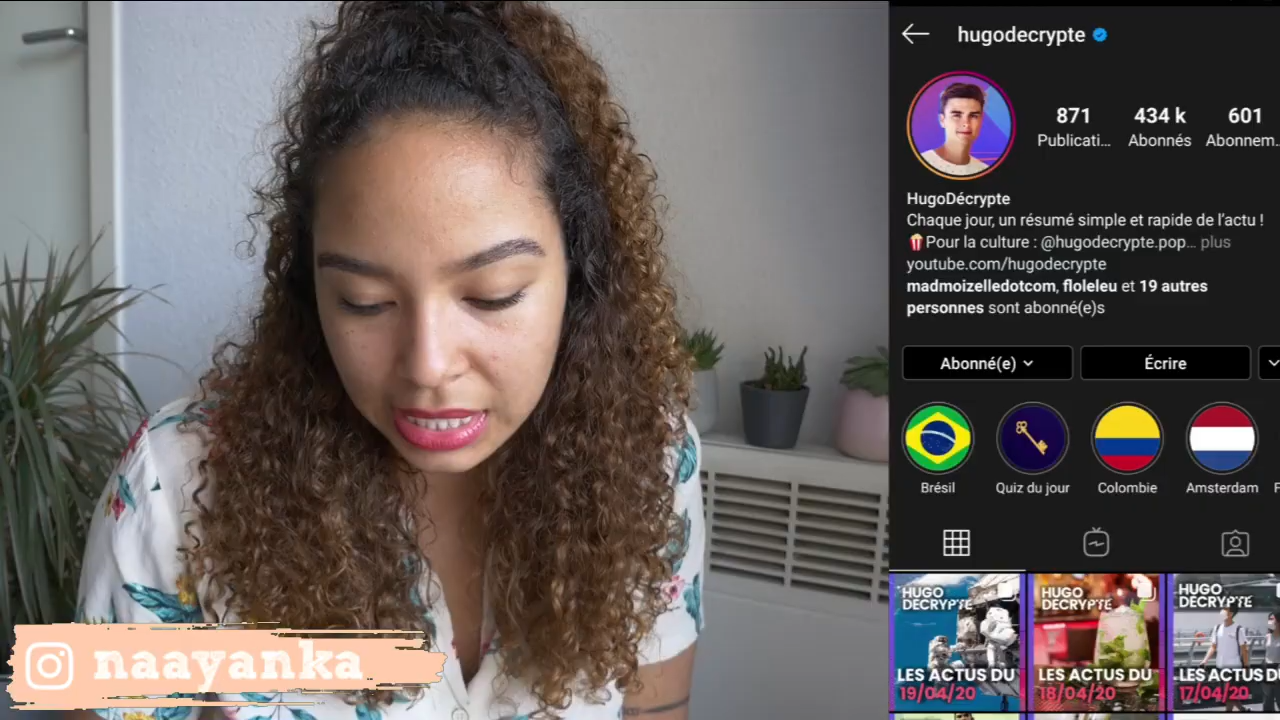 hugodecrypte
871
434 k
601
Publicati...
Abonnés
Abonnem...
HugoDécrypte
Chaque jour, un résumé simple et rapide de l'actu !
Pour la culture : @hugodecrypte.pop... plus
youtube.com/hugodecrypte
madmoizelledotcom, floleleu et 19 autres
personnes sont abonné(e)s
Abonné(e)
Écrire
Brésil
Quiz du jour
Colombie
Amsterdam
HUGO
DECRYPTE
LES ACTUS DU
19/04/20
HUGO
DECRYPTE
LES ACTUS DU
18/04/20
HUGO
DECRYPTE
LES ACTUS DU
17/04/20
naayanka